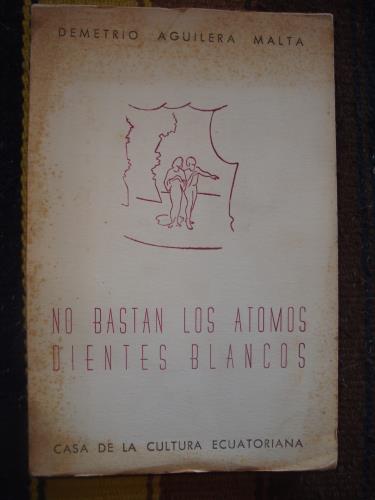 DEMETRIO AGUILERA MALTA
NO BASTAN LOS ATOMOS
DIENTES BLANCOS
CASA DE LA CULTURA ECUATORIANA